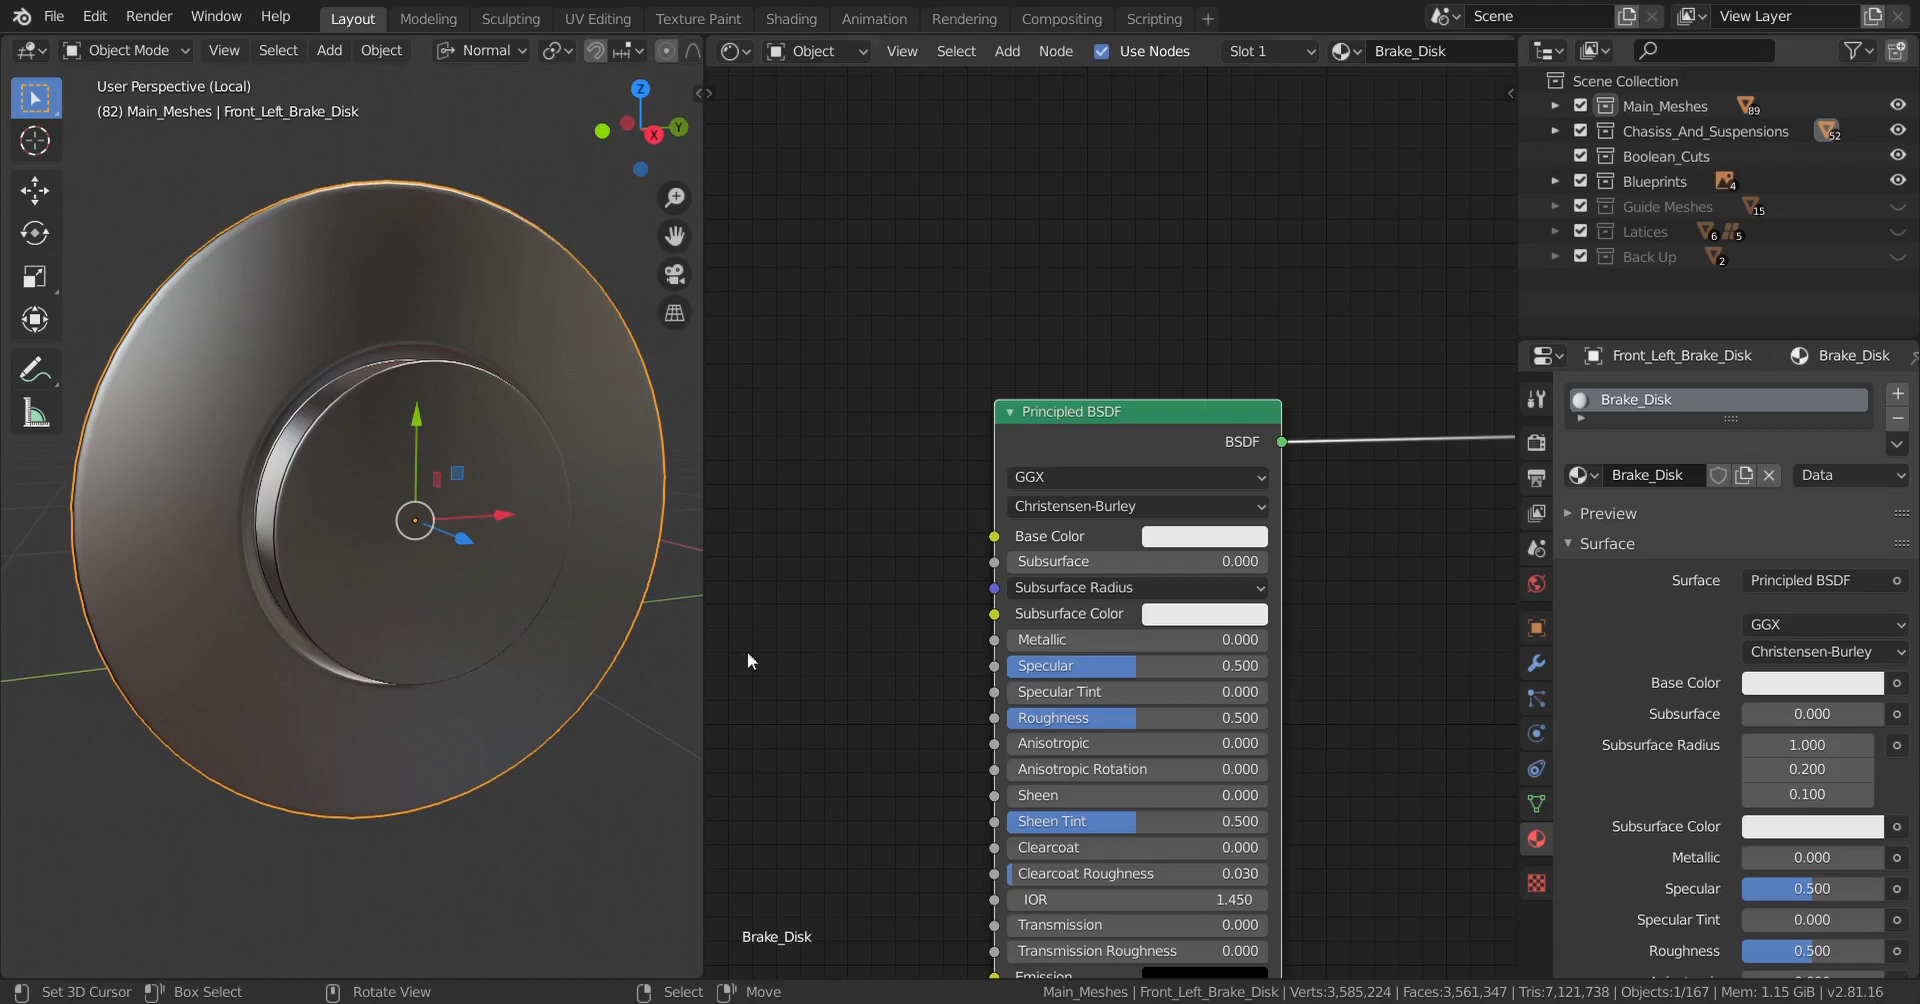 File Edit Render Window Help Layout Modeling Sculpting UV Editing Texture Paint Shading Animation Rendering Compositing Scripting + Scene View Layer
Object Mode View Select Add Object Normal
Object View Select Add Node Use Nodes Slot 1 Brake_Disk
User Perspective (Local)
(82) Main_Meshes | Front_Left_Brake_Disk
Z
Y
X
Principled BSDF
BSDF
GGX
Christensen-Burley
Base Color
Subsurface 0.000
Subsurface Radius
Subsurface Color
Metallic 0.000
Specular 0.500
Specular Tint 0.000
Roughness 0.500
Anisotropic 0.000
Anisotropic Rotation 0.000
Sheen 0.000
Sheen Tint 0.500
Clearcoat 0.000
Clearcoat Roughness 0.030
IOR 1.450
Transmission 0.000
Transmission Roughness 0.000
Emission
Brake_Disk
Scene Collection
Main_Meshes 89
Chasiss_And_Suspensions 52
Boolean_Cuts
Blueprints 4
Guide Meshes 15
Latices 6 5
Back Up 2
Front_Left_Brake_Disk Brake_Disk
Brake_Disk
Brake_Disk Data
Preview
Surface
Surface Principled BSDF
GGX
Christensen-Burley
Base Color
Subsurface 0.000
Subsurface Radius 1.000
0.200
0.100
Subsurface Color
Metallic 0.000
Specular 0.500
Specular Tint 0.000
Roughness 0.500
Set 3D Cursor Box Select Rotate View Select Move Main_Meshes | Front_Left_Brake_Disk | Verts:3,585,224 | Faces:3,561,347 | Tris:7,121,738 | Objects:1/167 | Mem: 1.15 GiB | v2.81.16